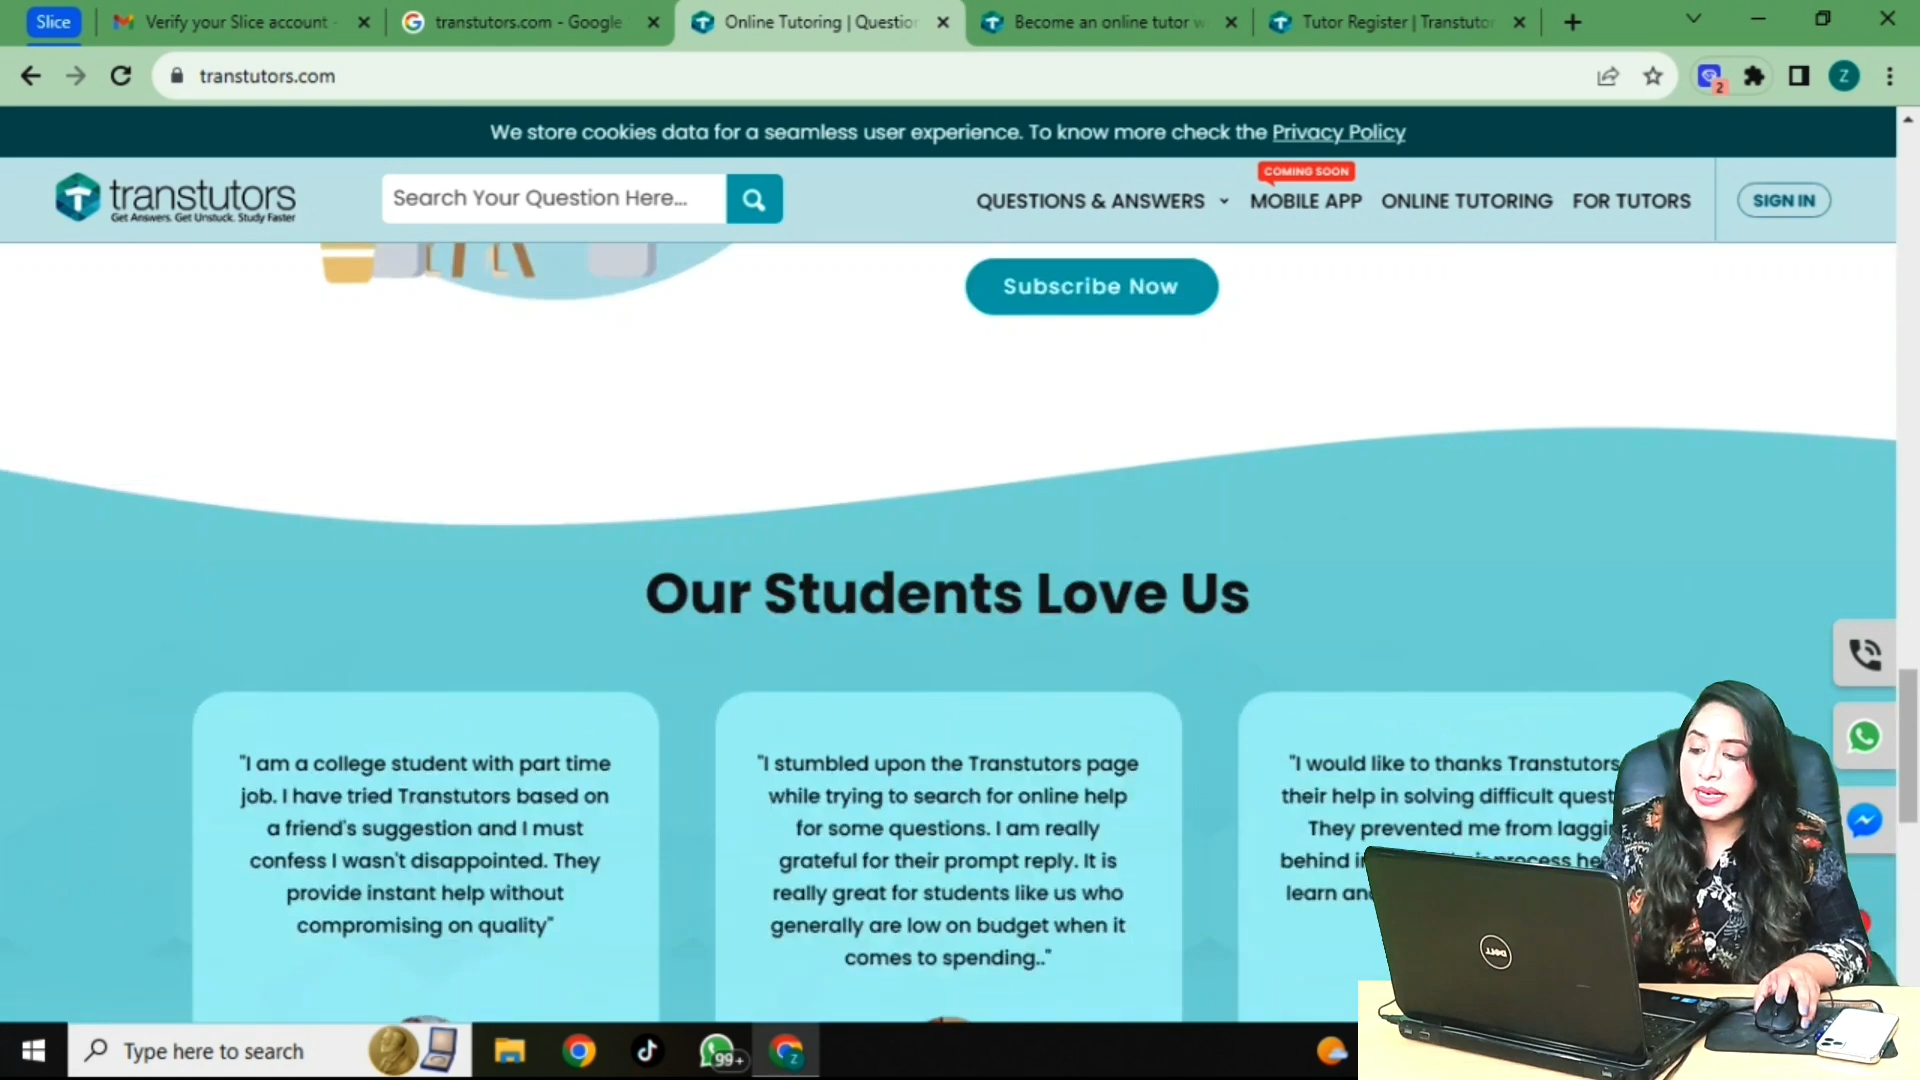 Slice
Verify your Slice account -
transtutors.com - Google
Online Tutoring | Question
Become an online tutor w
Tutor Register | Transtutor
transtutors.com
2
Z
We store cookies data for a seamless user experience. To know more check the Privacy Policy
transtutors
Get Answers. Get Unstuck. Study Faster
Search Your Question Here...
QUESTIONS & ANSWERS
COMING SOON
MOBILE APP
ONLINE TUTORING
FOR TUTORS
SIGN IN
Subscribe Now
Our Students Love Us
"I am a college student with part time
job. I have tried Transtutors based on
a friend's suggestion and I must
confess I wasn't disappointed. They
provide instant help without
compromising on quality"
"I stumbled upon the Transtutors page
while trying to search for online help
for some questions. I am really
grateful for their prompt reply. It is
really great for students like us who
generally are low on budget when it
comes to spending.."
"I would like to thanks Transtutors
their help in solving difficult quest
They prevented me from laggi
behind in process he
learn an
DELL
Type here to search
99+
Z